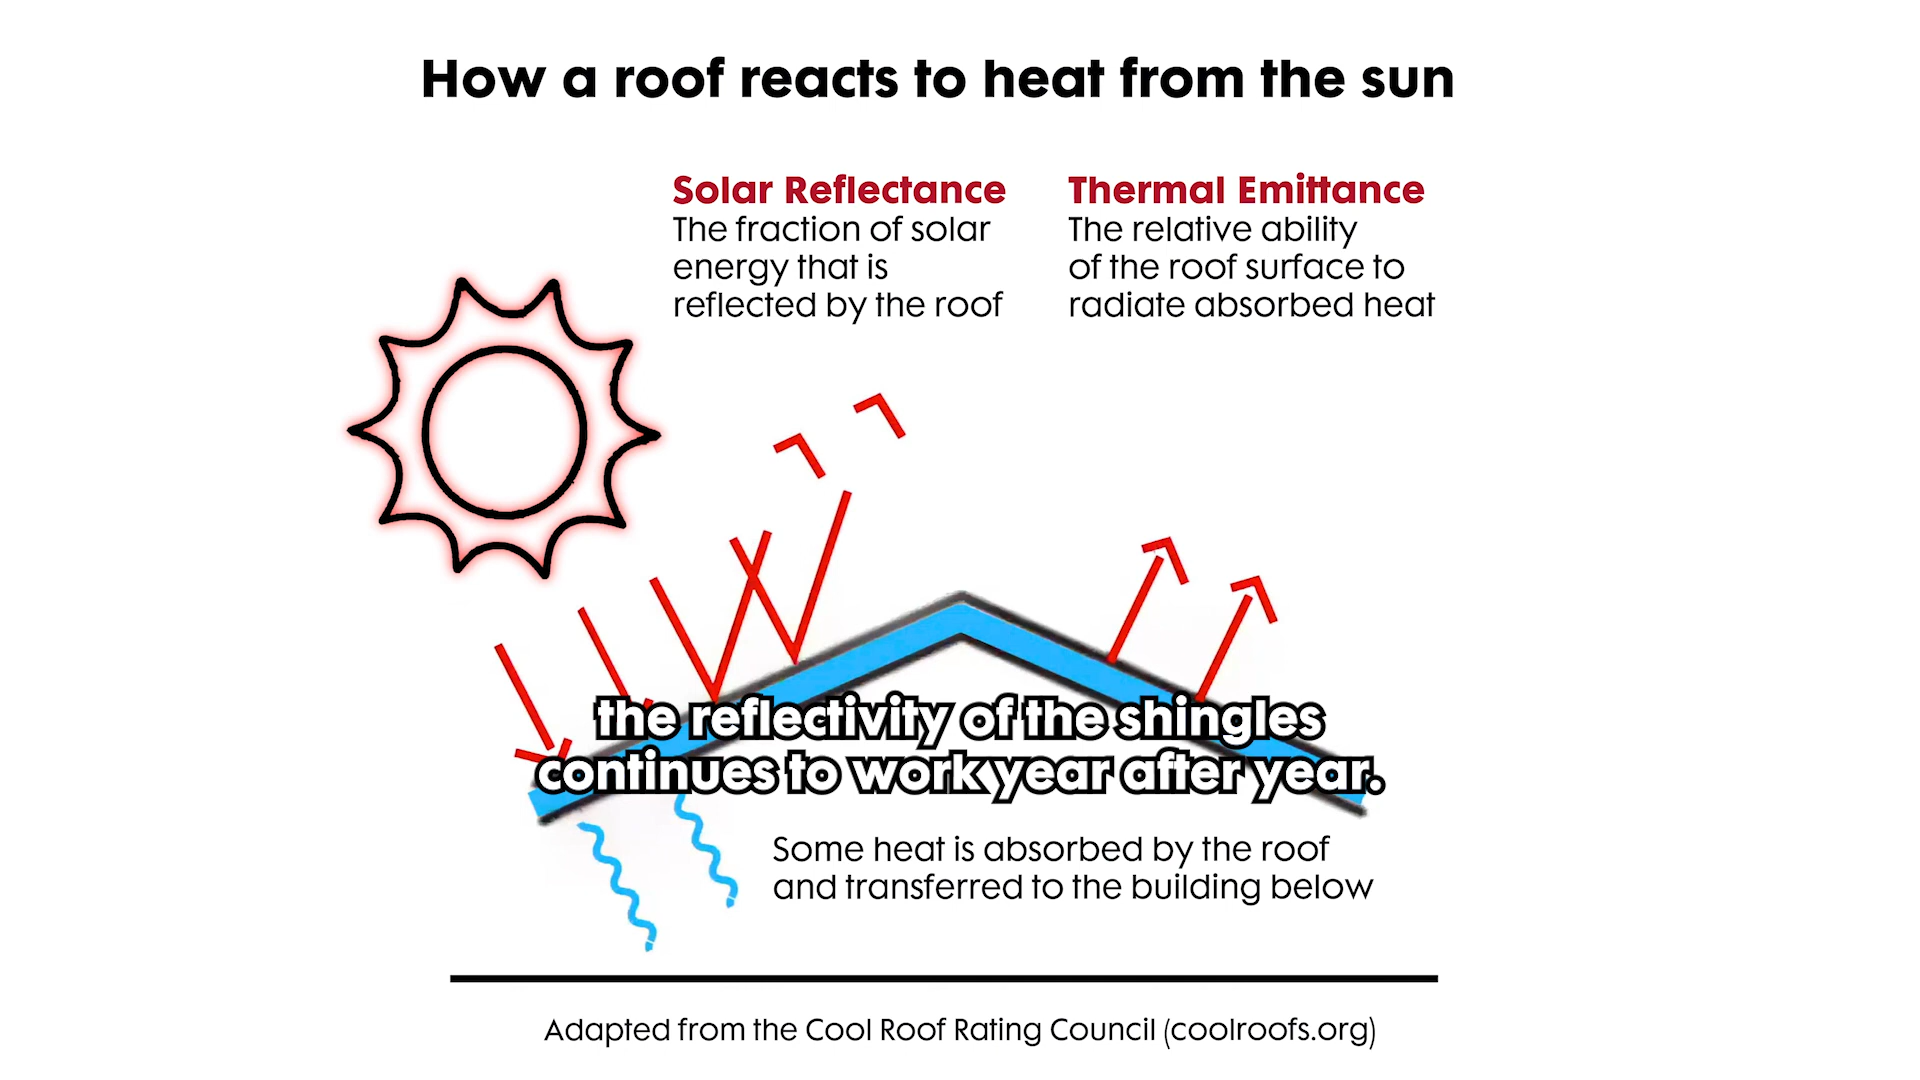 How a roof reacts to heat from the sun
Solar Reflectance
The fraction of solar
energy that is
reflected by the roof
Thermal Emittance
The relative ability
of the roof surface to
radiate absorbed heat
the reflectivity of the shingles
continues to work year after year.
Some heat is absorbed by the roof
and transferred to the building below
Adapted from the Cool Roof Rating Council (coolroofs.org)